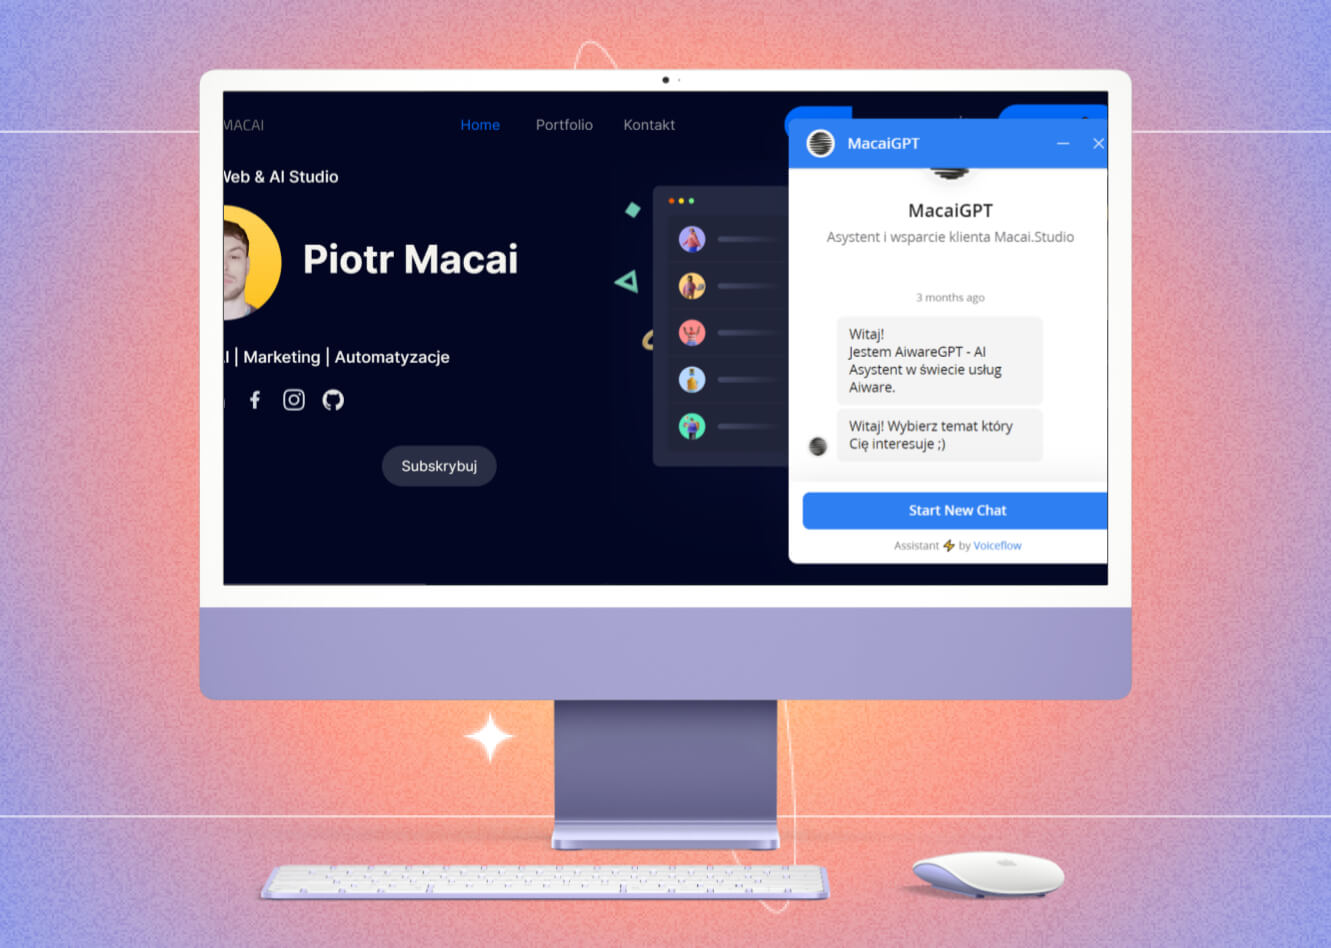 MACAI
Home
Portfolio
Kontakt
Web & AI Studio
Piotr Macai
| Marketing | Automatyzacje
Subskrybuj
MacaiGPT
MacaiGPT
Asystent i wsparcie klienta Macai.Studio
3 months ago
Witaj!
Jestem AiwareGPT - AI
Asystent w świecie usług
Aiware.
Witaj! Wybierz temat który
Cię interesuje ;)
Start New Chat
Assistant ⚡ by Voiceflow